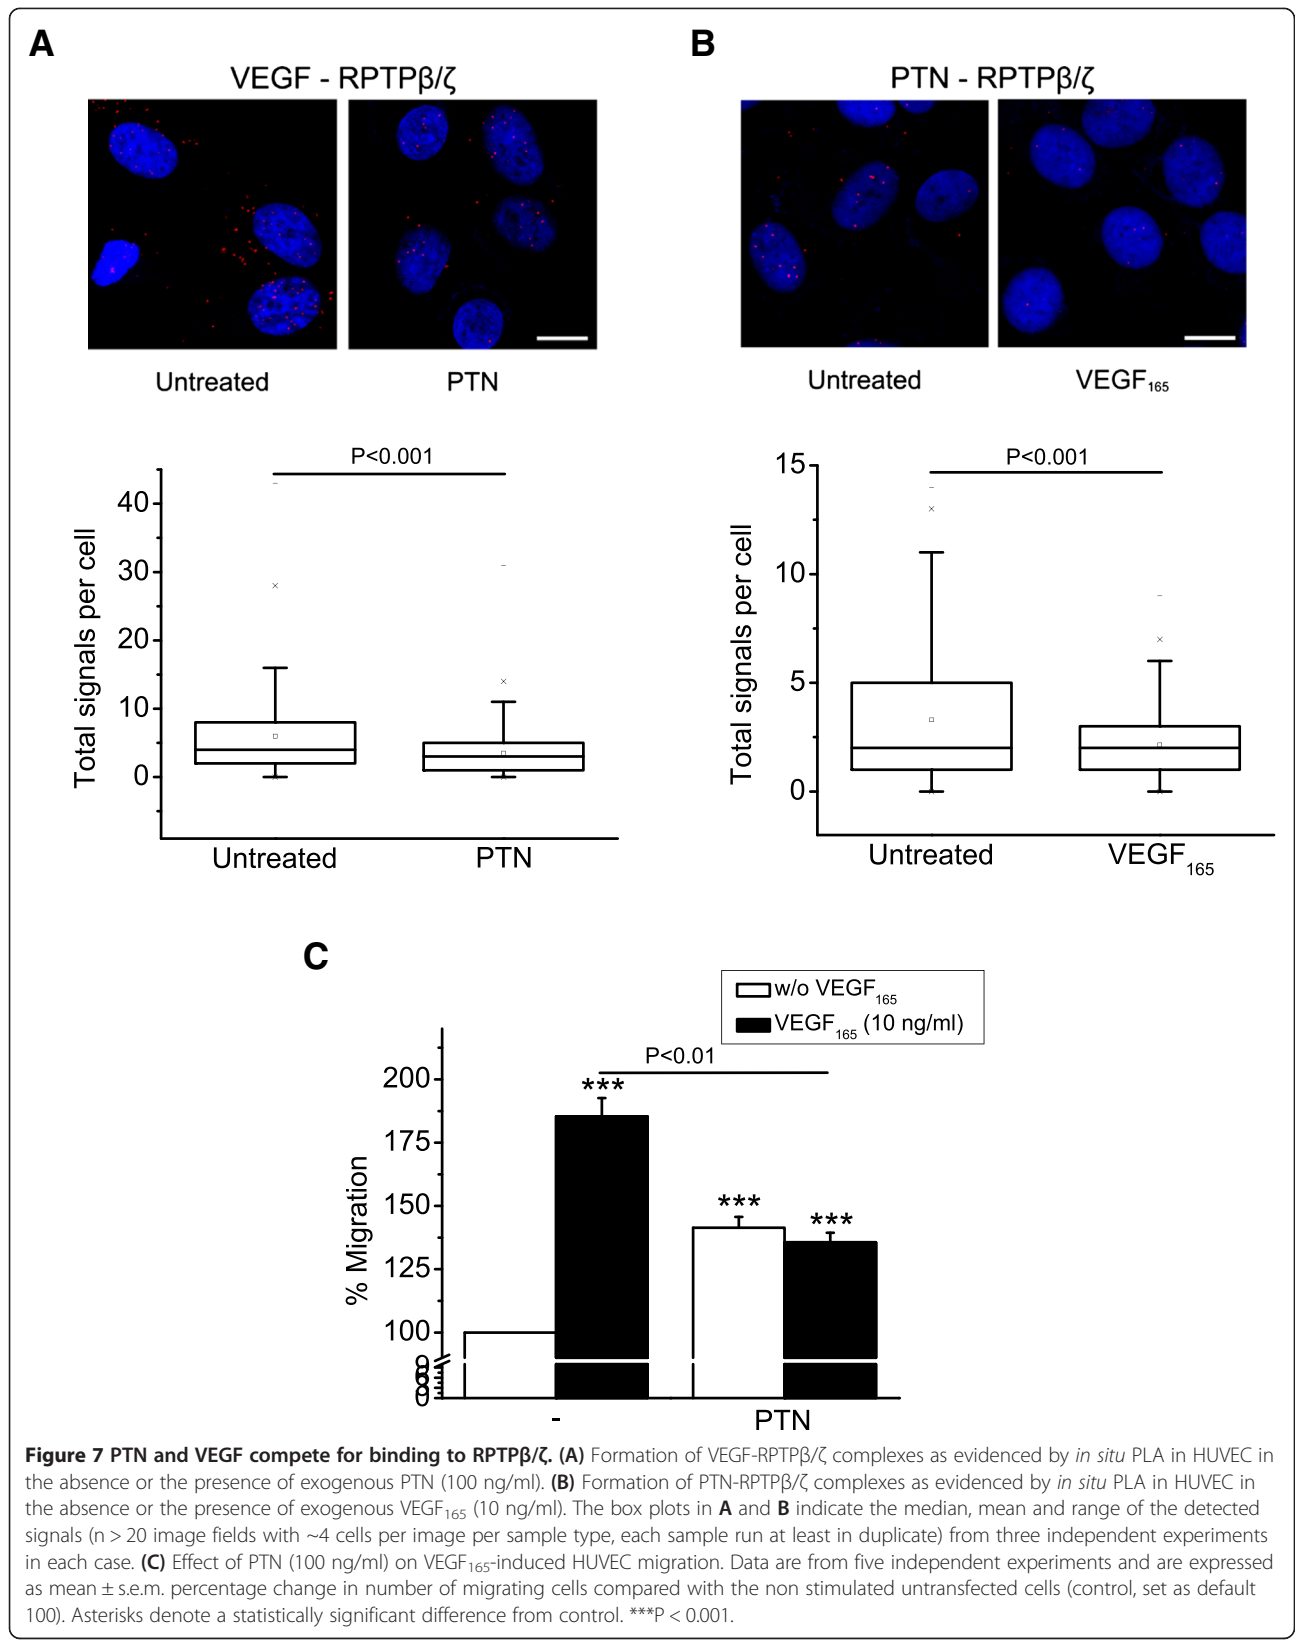 A
VEGF - RPTPβ/ζ
Untreated
PTN
P<0.001
Total signals per cell
40
30
20
10
0
Untreated
PTN
B
PTN - RPTPβ/ζ
Untreated
VEGF165
P<0.001
Total signals per cell
15
10
5
0
Untreated
VEGF165
C
w/o VEGF165
VEGF165 (10 ng/ml)
P<0.01
***
***
***
% Migration
200
175
150
125
100
9
6
3
0
-
PTN
Figure 7 PTN and VEGF compete for binding to RPTPβ/ζ. (A) Formation of VEGF-RPTPβ/ζ complexes as evidenced by in situ PLA in HUVEC in
the absence or the presence of exogenous PTN (100 ng/ml). (B) Formation of PTN-RPTPβ/ζ complexes as evidenced by in situ PLA in HUVEC in
the absence or the presence of exogenous VEGF165 (10 ng/ml). The box plots in A and B indicate the median, mean and range of the detected
signals (n > 20 image fields with ~4 cells per image per sample type, each sample run at least in duplicate) from three independent experiments
in each case. (C) Effect of PTN (100 ng/ml) on VEGF165-induced HUVEC migration. Data are from five independent experiments and are expressed
as mean ± s.e.m. percentage change in number of migrating cells compared with the non stimulated untransfected cells (control, set as default
100). Asterisks denote a statistically significant difference from control. ***P < 0.001.